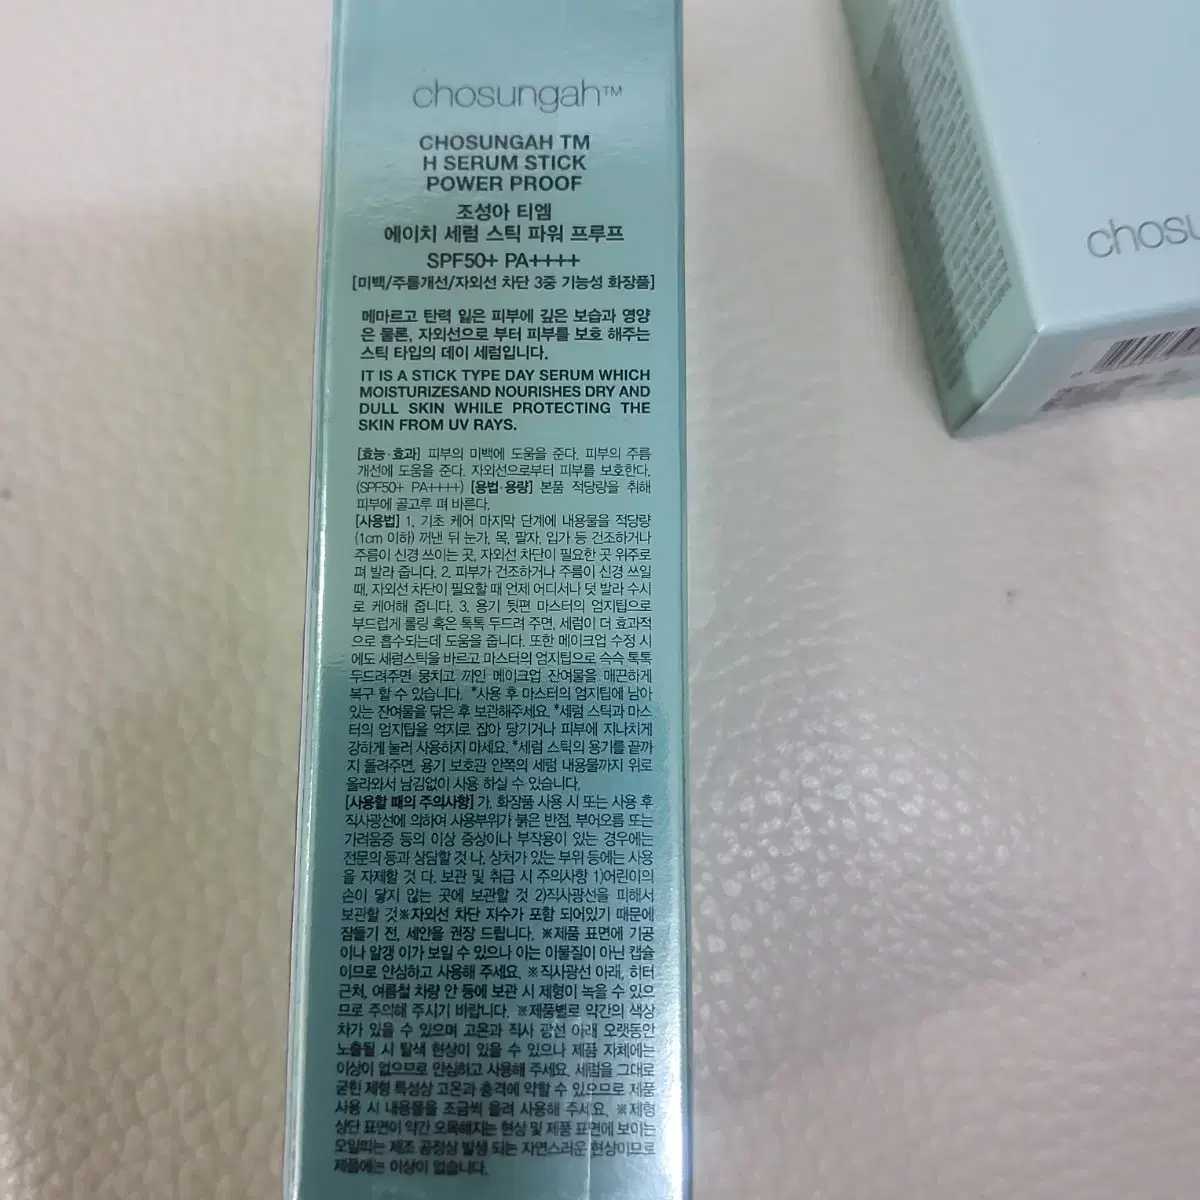 chosungah™
CHOSUNGAH TM
H SERUM STICK
POWER PROOF
조성아 티엠
에이치 세럼 스틱 파워 프루프
SPF50+ PA++++
[미백/주름개선/자외선 차단 3중 기능성 화장품]
메마르고 탄력 잃은 피부에 깊은 보습과 영양
은 물론, 자외선으로 부터 피부를 보호 해주는
스틱 타입의 데이 세럼입니다.
IT IS A STICK TYPE DAY SERUM WHICH
MOISTURIZESAND NOURISHES DRY AND
DULL SKIN WHILE PROTECTING THE
SKIN FROM UV RAYS.
[효능·효과] 피부의 미백에 도움을 준다. 피부의 주름
개선에 도움을 준다. 자외선으로부터 피부를 보호한다.
(SPF50+ PA++++) [용법·용량] 본품 적당량을 취해
피부에 골고루 펴 바른다.
[사용법] 1. 기초 케어 마지막 단계에 내용물을 적당량
(1cm 이하) 꺼낸 뒤 눈가, 목, 팔자, 입가 등 건조하거나
주름이 신경 쓰이는 곳, 자외선 차단이 필요한 곳 위주로
펴 발라 줍니다. 2. 피부가 건조하거나 주름이 신경 쓰일
때, 자외선 차단이 필요할 때 언제 어디서나 덧 발라 수시
로 케어해 줍니다. 3. 용기 뒷편 마스터의 엄지팁으로
부드럽게 롤링 혹은 톡톡 두드려 주면, 세럼이 더 효과적
으로 흡수되는데 도움을 줍니다. 또한 메이크업 수정 시
에도 세럼스틱을 바르고 마스터의 엄지팁으로 슥슥 톡톡
두드려주면 뭉치고 끼인 메이크업 잔여물을 매끈하게
복구 할 수 있습니다. *사용 후 마스터의 엄지팁에 남아
있는 잔여물을 닦은 후 보관해주세요. *세럼 스틱과 마스
터의 엄지팁을 억지로 잡아 당기거나 피부에 지나치게
강하게 눌러 사용하지 마세요. *세럼 스틱의 용기를 끝까
지 돌려주면, 용기 보호관 안쪽의 세럼 내용물까지 위로
올라와서 남김없이 사용 하실 수 있습니다.
[사용할 때의 주의사항] 가. 화장품 사용 시 또는 사용 후
직사광선에 의하여 사용부위가 붉은 반점, 부어오름 또는
가려움증 등의 이상 증상이나 부작용이 있는 경우에는
전문의 등과 상담할 것 나. 상처가 있는 부위 등에는 사용
을 자제할 것 다. 보관 및 취급 시 주의사항 1)어린이의
손이 닿지 않는 곳에 보관할 것 2)직사광선을 피해서
보관할 것※자외선 차단 지수가 포함 되어있기 때문에
잠들기 전, 세안을 권장 드립니다. ※제품 표면에 기공
이나 알갱 이가 보일 수 있으나 이는 이물질이 아닌 캡슐
이므로 안심하고 사용해 주세요. ※직사광선 아래, 히터
근처, 여름철 차량 안 등에 보관 시 제형이 녹을 수 있으
므로 주의해 주시기 바랍니다. ※제품별로 약간의 색상
차가 있을 수 있으며 고온과 직사 광선 아래 오랫동안
노출될 시 탈색 현상이 있을 수 있으나 제품 자체에는
이상이 없으므로 안심하고 사용해 주세요. 세럼을 그대로
굳힌 제형 특성상 고온과 충격에 약할 수 있으므로 제품
사용 시 내용물을 조금씩 올려 사용해 주세요. ※제형
상단 표면이 약간 오목해지는 현상 및 제품 표면에 보이는
오일띠는 제조 공정상 발생 되는 자연스러운 현상이므로
제품에는 이상이 없습니다.
chosu